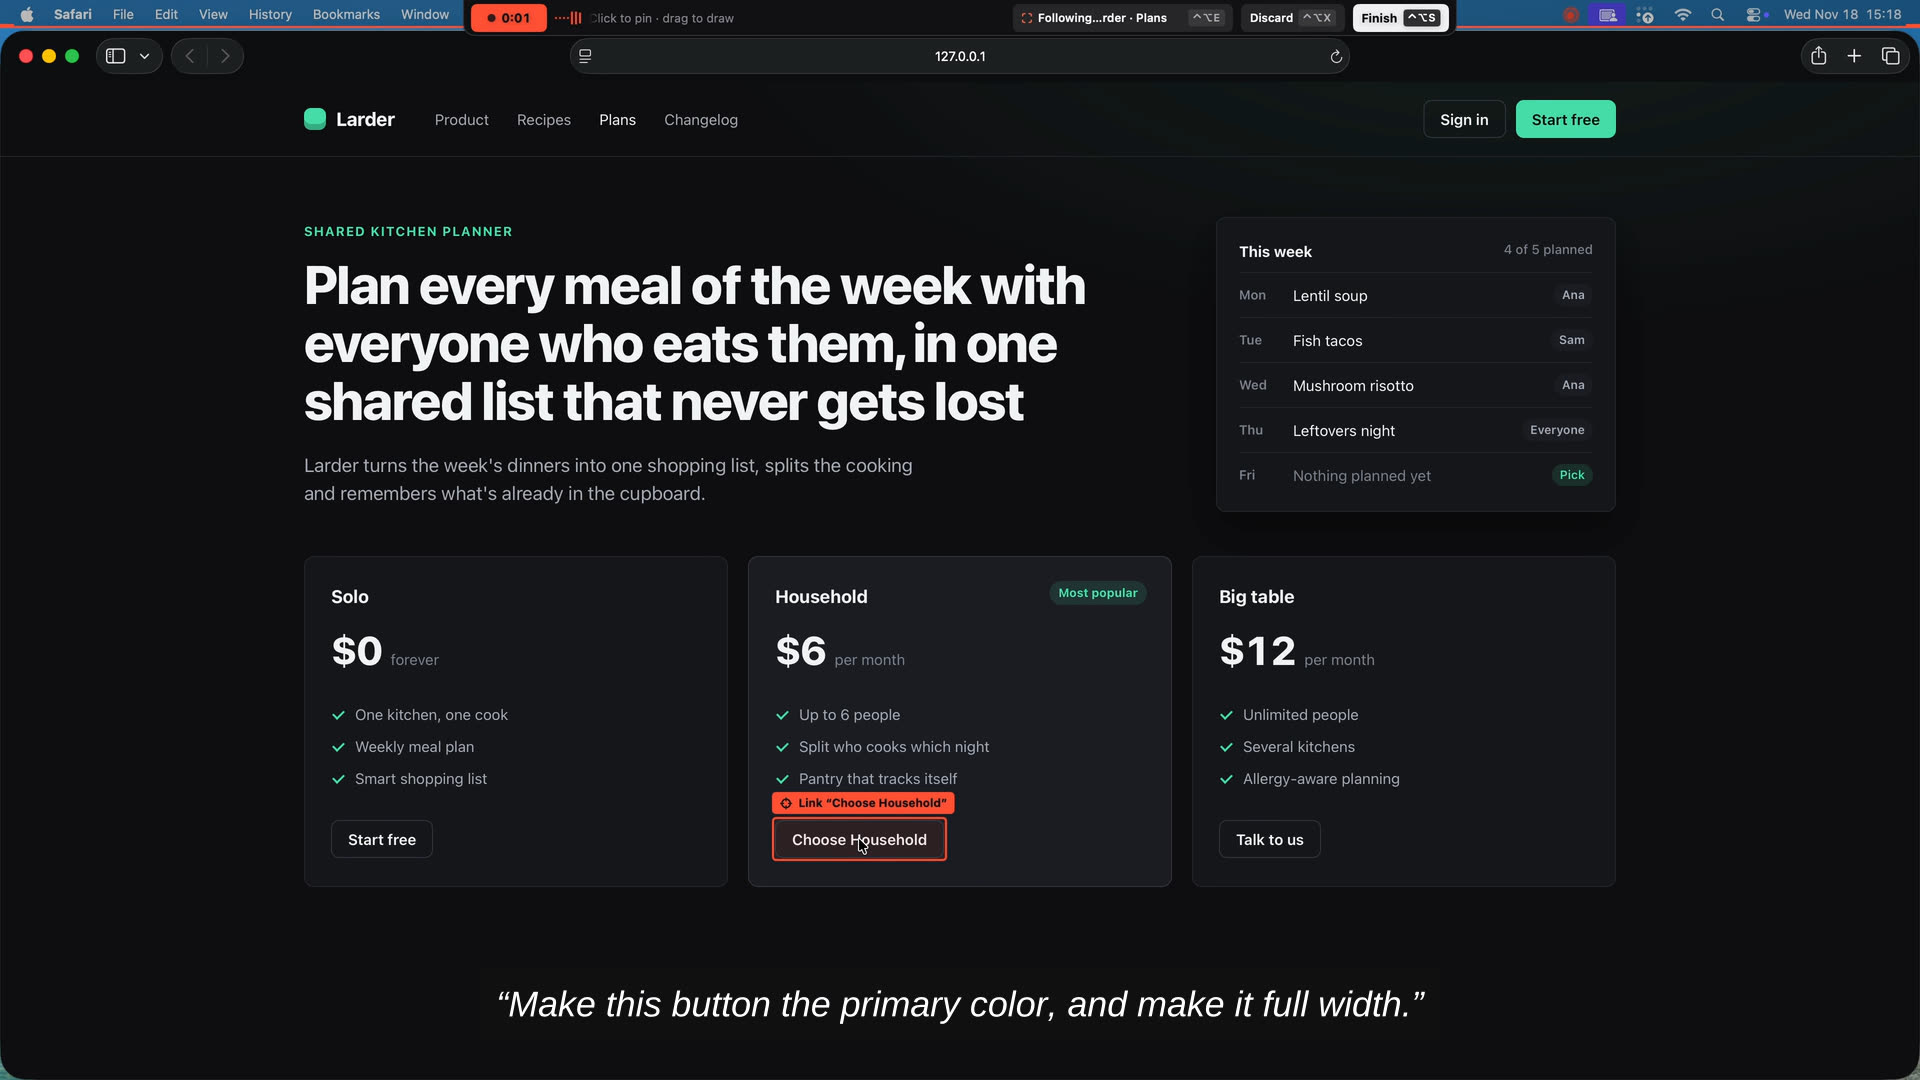 Safari File Edit View History Bookmarks Window
0:01 Click to pin · drag to draw Following...rder · Plans ^⌥E Discard ^⌥X Finish ^⌥S
Wed Nov 18 15:18
127.0.0.1
Larder Product Recipes Plans Changelog Sign in Start free
SHARED KITCHEN PLANNER
Plan every meal of the week with
everyone who eats them, in one
shared list that never gets lost
Larder turns the week's dinners into one shopping list, splits the cooking
and remembers what's already in the cupboard.
This week 4 of 5 planned
Mon Lentil soup Ana
Tue Fish tacos Sam
Wed Mushroom risotto Ana
Thu Leftovers night Everyone
Fri Nothing planned yet Pick
Solo
$0 forever
One kitchen, one cook
Weekly meal plan
Smart shopping list
Start free
Household Most popular
$6 per month
Up to 6 people
Split who cooks which night
Pantry that tracks itself
Link “Choose Household”
Choose Household
Big table
$12 per month
Unlimited people
Several kitchens
Allergy-aware planning
Talk to us
“Make this button the primary color, and make it full width.”